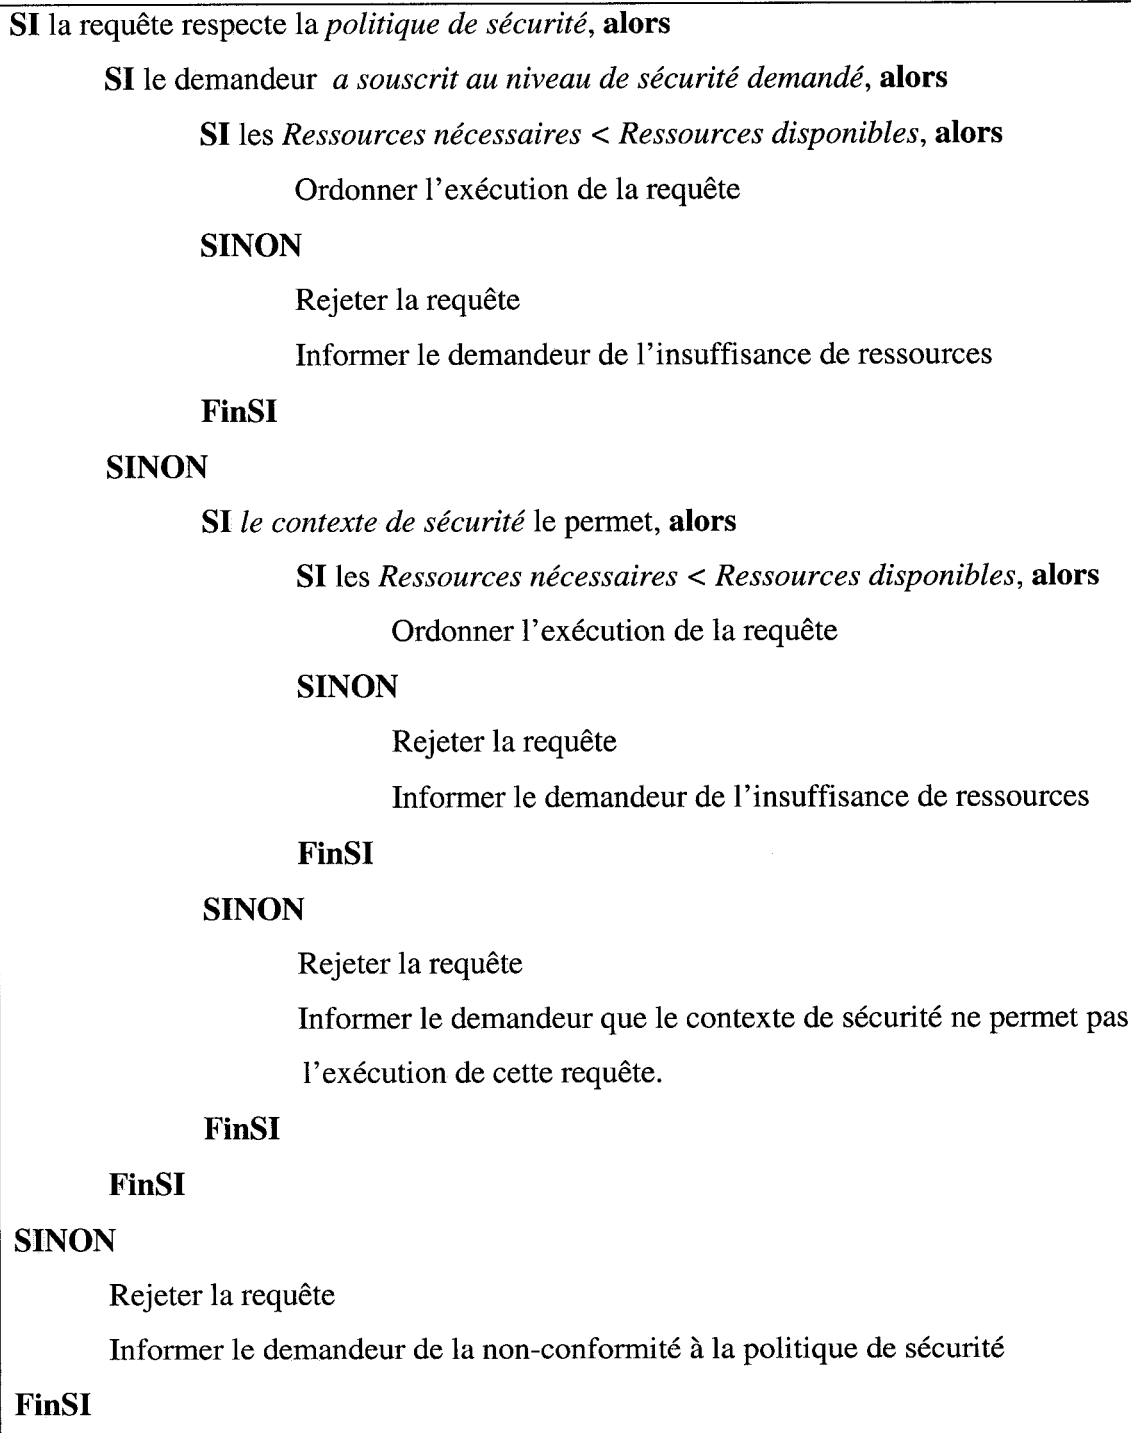 SI la requête respecte la politique de sécurité, alors
SI le demandeur a souscrit au niveau de sécurité demandé, alors
SI les Ressources nécessaires < Ressources disponibles, alors
Ordonner l'exécution de la requête
SINON
Rejeter la requête
Informer le demandeur de l'insuffisance de ressources
FinSI
SINON
SI le contexte de sécurité le permet, alors
SI les Ressources nécessaires < Ressources disponibles, alors
Ordonner l'exécution de la requête
SINON
Rejeter la requête
Informer le demandeur de l'insuffisance de ressources
FinSI
SINON
Rejeter la requête
Informer le demandeur que le contexte de sécurité ne permet pas
l'exécution de cette requête.
FinSI
FinSI
SINON
Rejeter la requête
Informer le demandeur de la non-conformité à la politique de sécurité
FinSI